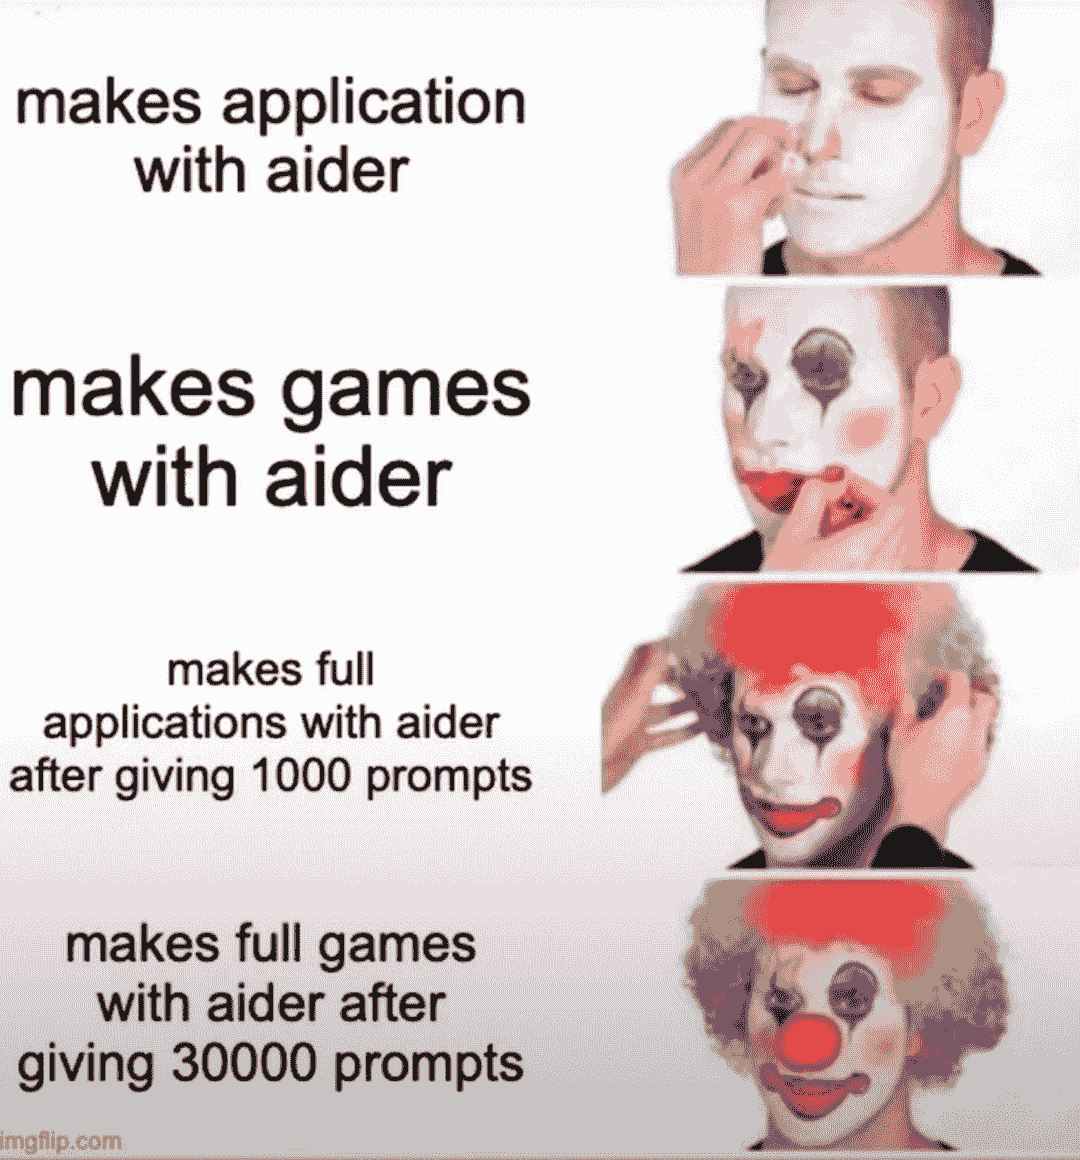 makes application
with aider
makes games
with aider
makes full
applications with aider
after giving 1000 prompts
makes full games
with aider after
giving 30000 prompts
imgflip.com